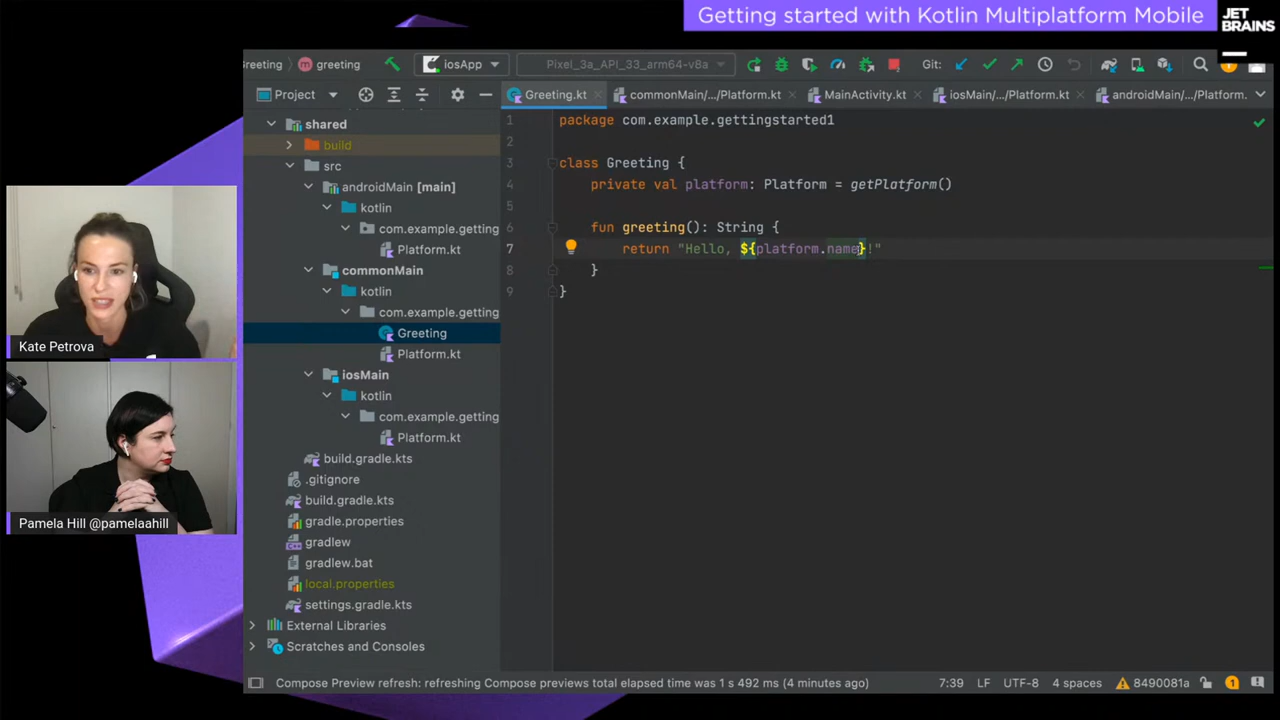 Getting started with Kotlin Multiplatform Mobile
JET
BRAINS
Greeting greeting iosApp Pixel_3a_API_33_arm64-v8a Git:
Project Greeting.kt commonMain/.../Platform.kt MainActivity.kt iosMain/.../Platform.kt androidMain/.../Platform.
shared
build
src
androidMain [main]
kotlin
com.example.getting
Platform.kt
commonMain
kotlin
com.example.getting
Greeting
Platform.kt
iosMain
kotlin
com.example.getting
Platform.kt
build.gradle.kts
.gitignore
build.gradle.kts
gradle.properties
gradlew
gradlew.bat
local.properties
settings.gradle.kts
External Libraries
Scratches and Consoles
1 package com.example.gettingstarted1
2
3 class Greeting {
4 private val platform: Platform = getPlatform()
5
6 fun greeting(): String {
7 return "Hello, ${platform.name}!"
8 }
9 }
Kate Petrova
Pamela Hill @pamelaahill
Compose Preview refresh: refreshing Compose previews total elapsed time was 1 s 492 ms (4 minutes ago) 7:39 LF UTF-8 4 spaces 8490081a 1